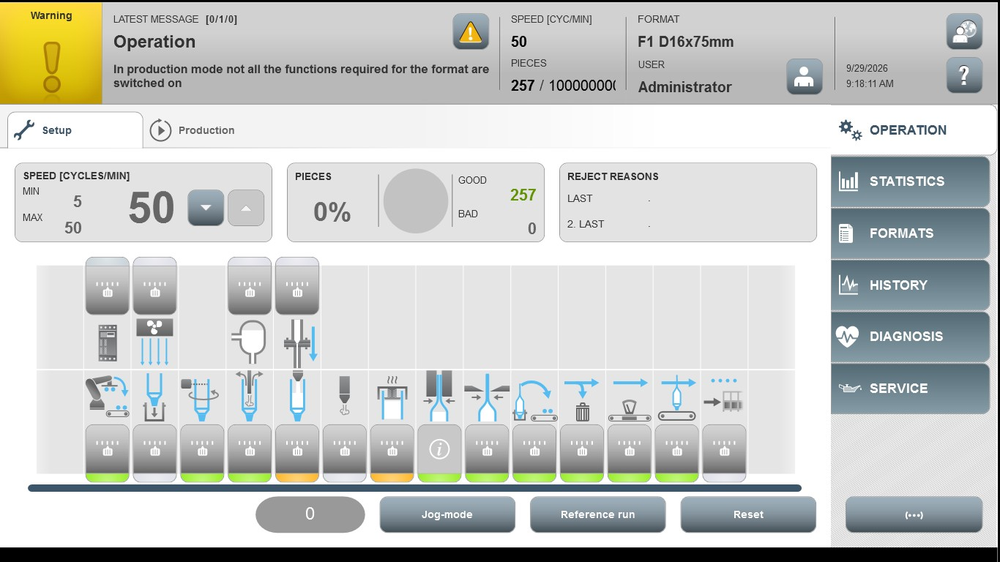 Warning
LATEST MESSAGE [0/1/0]
Operation
In production mode not all the functions required for the format are
switched on
SPEED [CYC/MIN]
50
PIECES
257 / 10000000
FORMAT
F1 D16x75mm
USER
Administrator
9/29/2026
9:18:11 AM
?
Setup
Production
SPEED [CYCLES/MIN]
MIN
5
MAX
50
50
PIECES
0%
GOOD
257
BAD
0
REJECT REASONS
LAST .
2. LAST .
OPERATION
STATISTICS
FORMATS
HISTORY
DIAGNOSIS
SERVICE
i
0
Jog-mode
Reference run
Reset
(...)